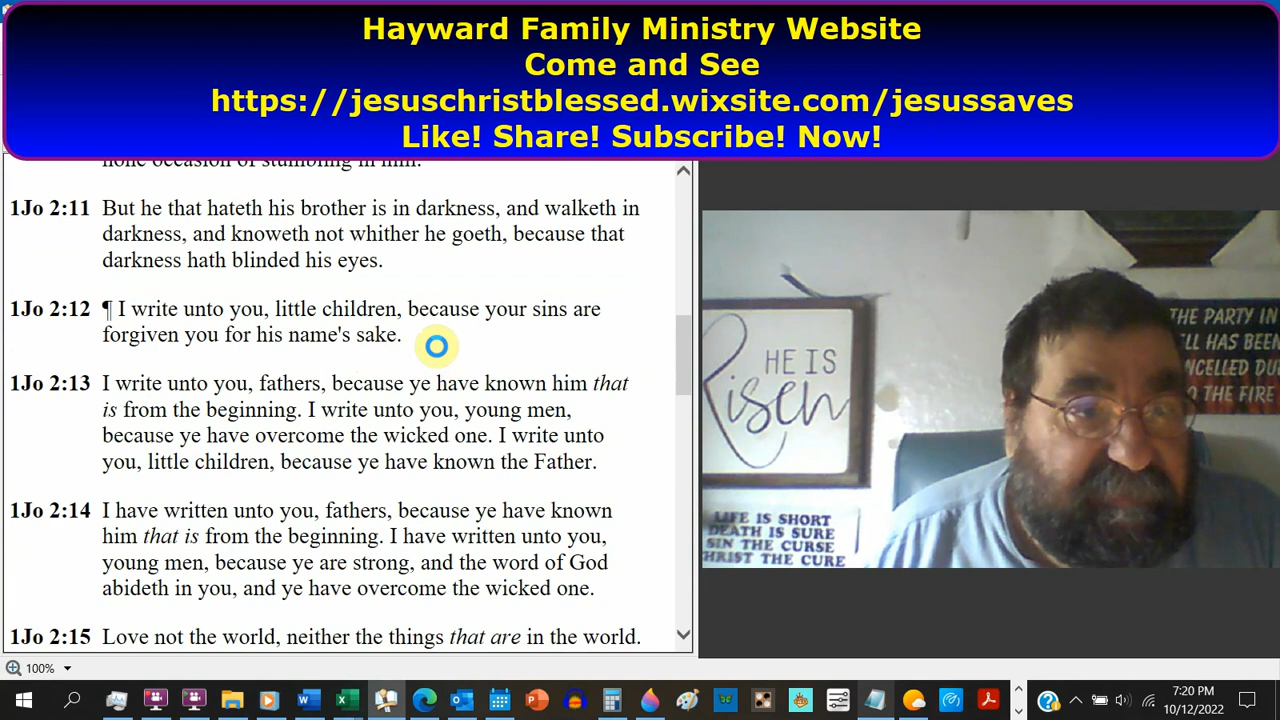 Hayward Family Ministry Website
Come and See
https://jesuschristblessed.wixsite.com/jesussaves
Like! Share! Subscribe! Now!
none occasion of stumbling in him.
1Jo 2:11 But he that hateth his brother is in darkness, and walketh in
darkness, and knoweth not whither he goeth, because that
darkness hath blinded his eyes.
1Jo 2:12 ¶ I write unto you, little children, because your sins are
forgiven you for his name's sake.
1Jo 2:13 I write unto you, fathers, because ye have known him that
is from the beginning. I write unto you, young men,
because ye have overcome the wicked one. I write unto
you, little children, because ye have known the Father.
1Jo 2:14 I have written unto you, fathers, because ye have known
him that is from the beginning. I have written unto you,
young men, because ye are strong, and the word of God
abideth in you, and ye have overcome the wicked one.
1Jo 2:15 Love not the world, neither the things that are in the world.
HE IS
Risen
LIFE IS SHORT
DEATH IS SURE
SIN THE CURSE
CHRIST THE CURE
THE PARTY IN
HAS BEEN
TO THE FIRE
100%
7:20 PM
10/12/2022